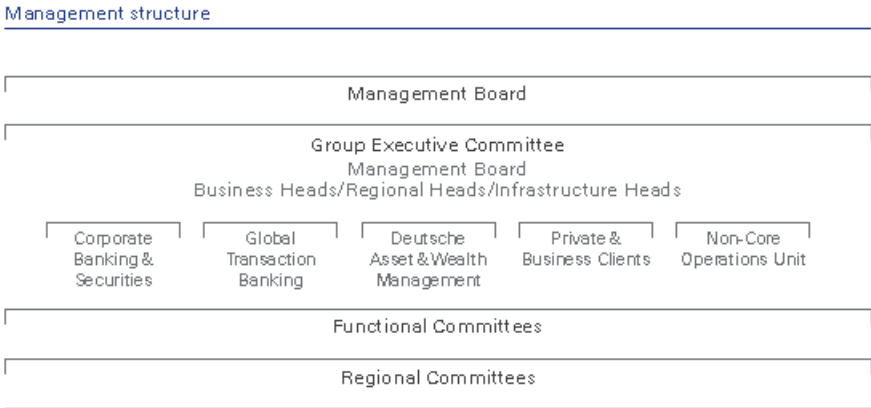 Management structure
Management Board
Group Executive Committee
Management Board
Business Heads/Regional Heads/Infrastructure Heads
Corporate
Banking &
Securities
Global
Transaction
Banking
Deutsche
Asset & Wealth
Management
Private &
Business Clients
Non-Core
Operations Unit
Functional Committees
Regional Committees